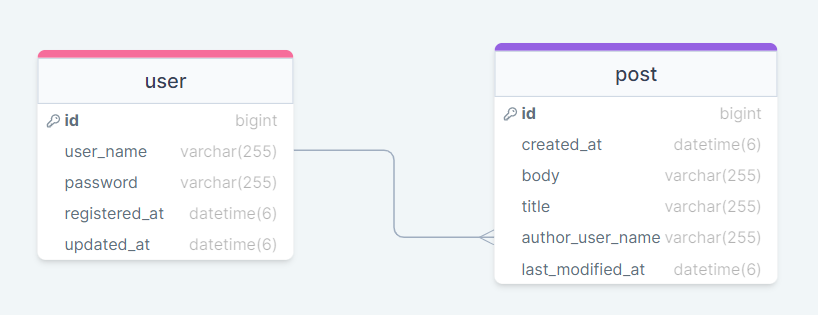 user
id bigint
user_name varchar(255)
password varchar(255)
registered_at datetime(6)
updated_at datetime(6)
post
id bigint
created_at datetime(6)
body varchar(255)
title varchar(255)
author_user_name varchar(255)
last_modified_at datetime(6)